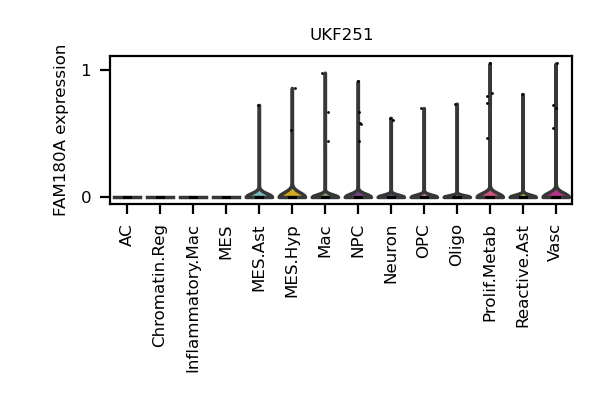 UKF251
FAM180A expression
1
0
AC
Chromatin.Reg
Inflammatory.Mac
MES
MES.Ast
MES.Hyp
Mac
NPC
Neuron
OPC
Oligo
Prolif.Metab
Reactive.Ast
Vasc